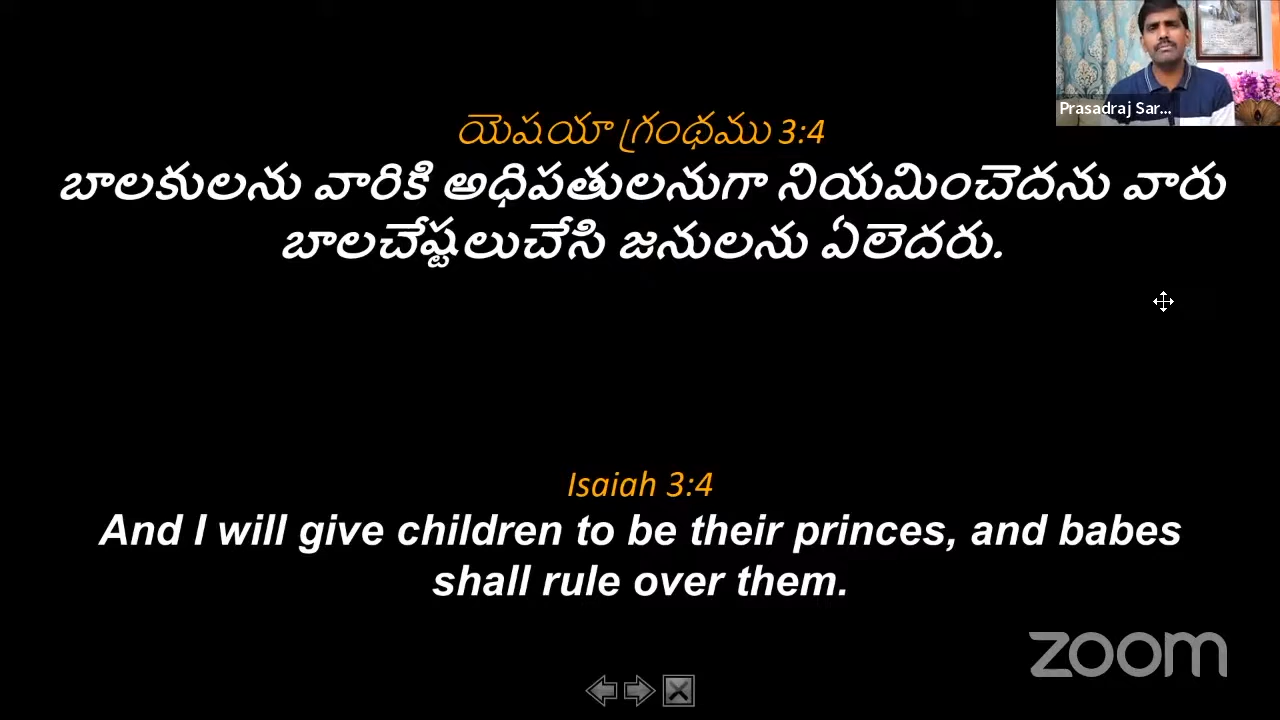 Prasadraj Sar...
యెషయా గ్రంథము 3:4
బాలకులను వారికి అధిపతులనుగా నియమించెదను వారు
బాలచేష్టలుచేసి జనులను ఏలెదరు.
Isaiah 3:4
And I will give children to be their princes, and babes
shall rule over them.
zoom